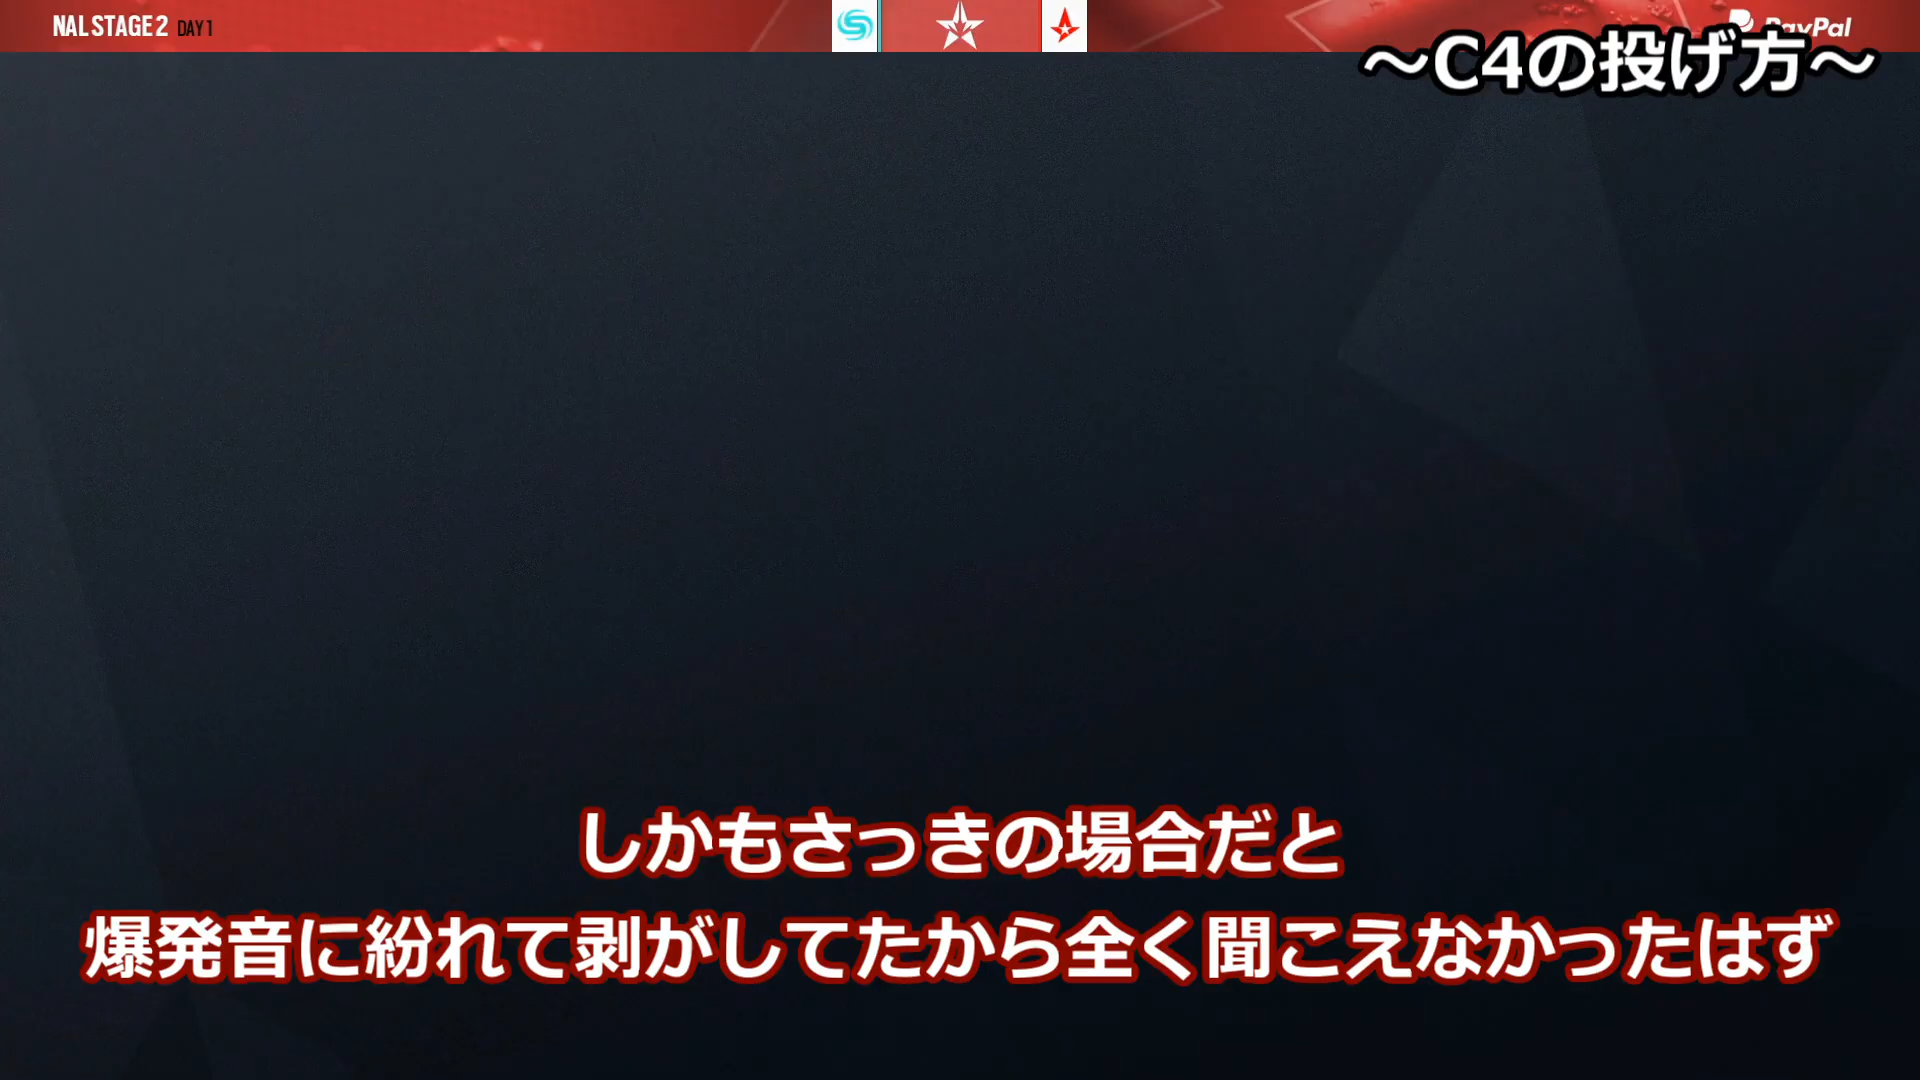 NAL STAGE 2 DAY 1
PayPal
～C4の投げ方～
しかもさっきの場合だと
爆発音に紛れて剥がしてたから全く聞こえなかったはず